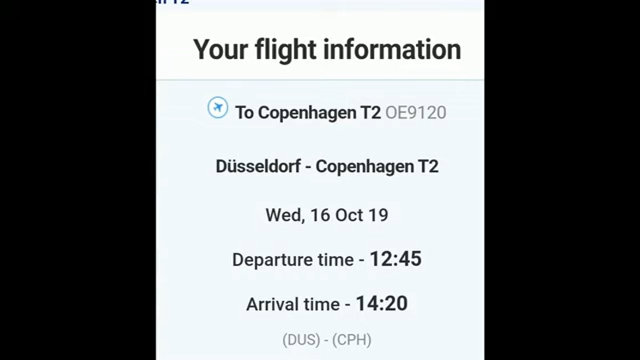 Your flight information
To Copenhagen T2 OE9120
Düsseldorf - Copenhagen T2
Wed, 16 Oct 19
Departure time - 12:45
Arrival time - 14:20
(DUS) - (CPH)